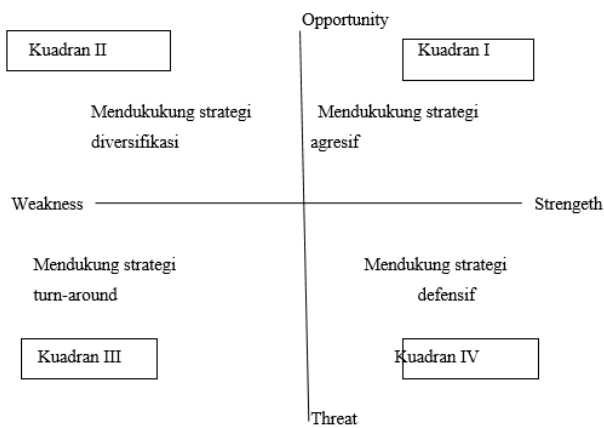 Opportunity
Kuadran II
Kuadran I
Mendukukung strategi
diversifikasi
Mendukukung strategi
agresif
Weakness
Strengeth
Mendukung strategi
turn-around
Mendukung strategi
defensif
Kuadran III
Kuadran IV
Threat